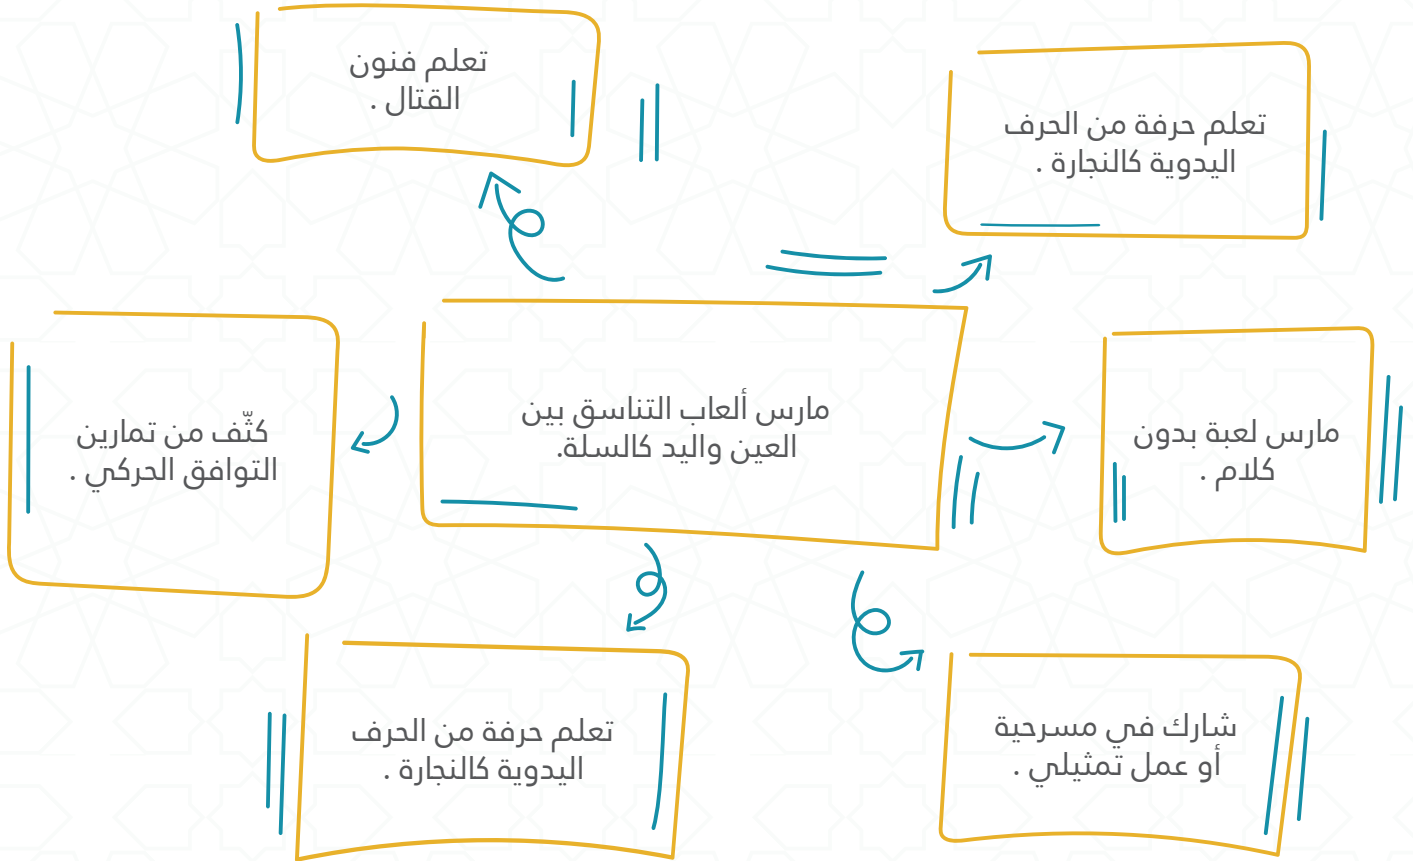 تعلم فنون
القتال .
تعلم حرفة من الحرف
اليدوية كالنجارة .
مارس ألعاب التناسق بين
العين واليد كالسلة.
مارس لعبة بدون
كلام .
كثّف من تمارين
التوافق الحركي .
شارك في مسرحية
أو عمل تمثيلي .
تعلم حرفة من الحرف
اليدوية كالنجارة .